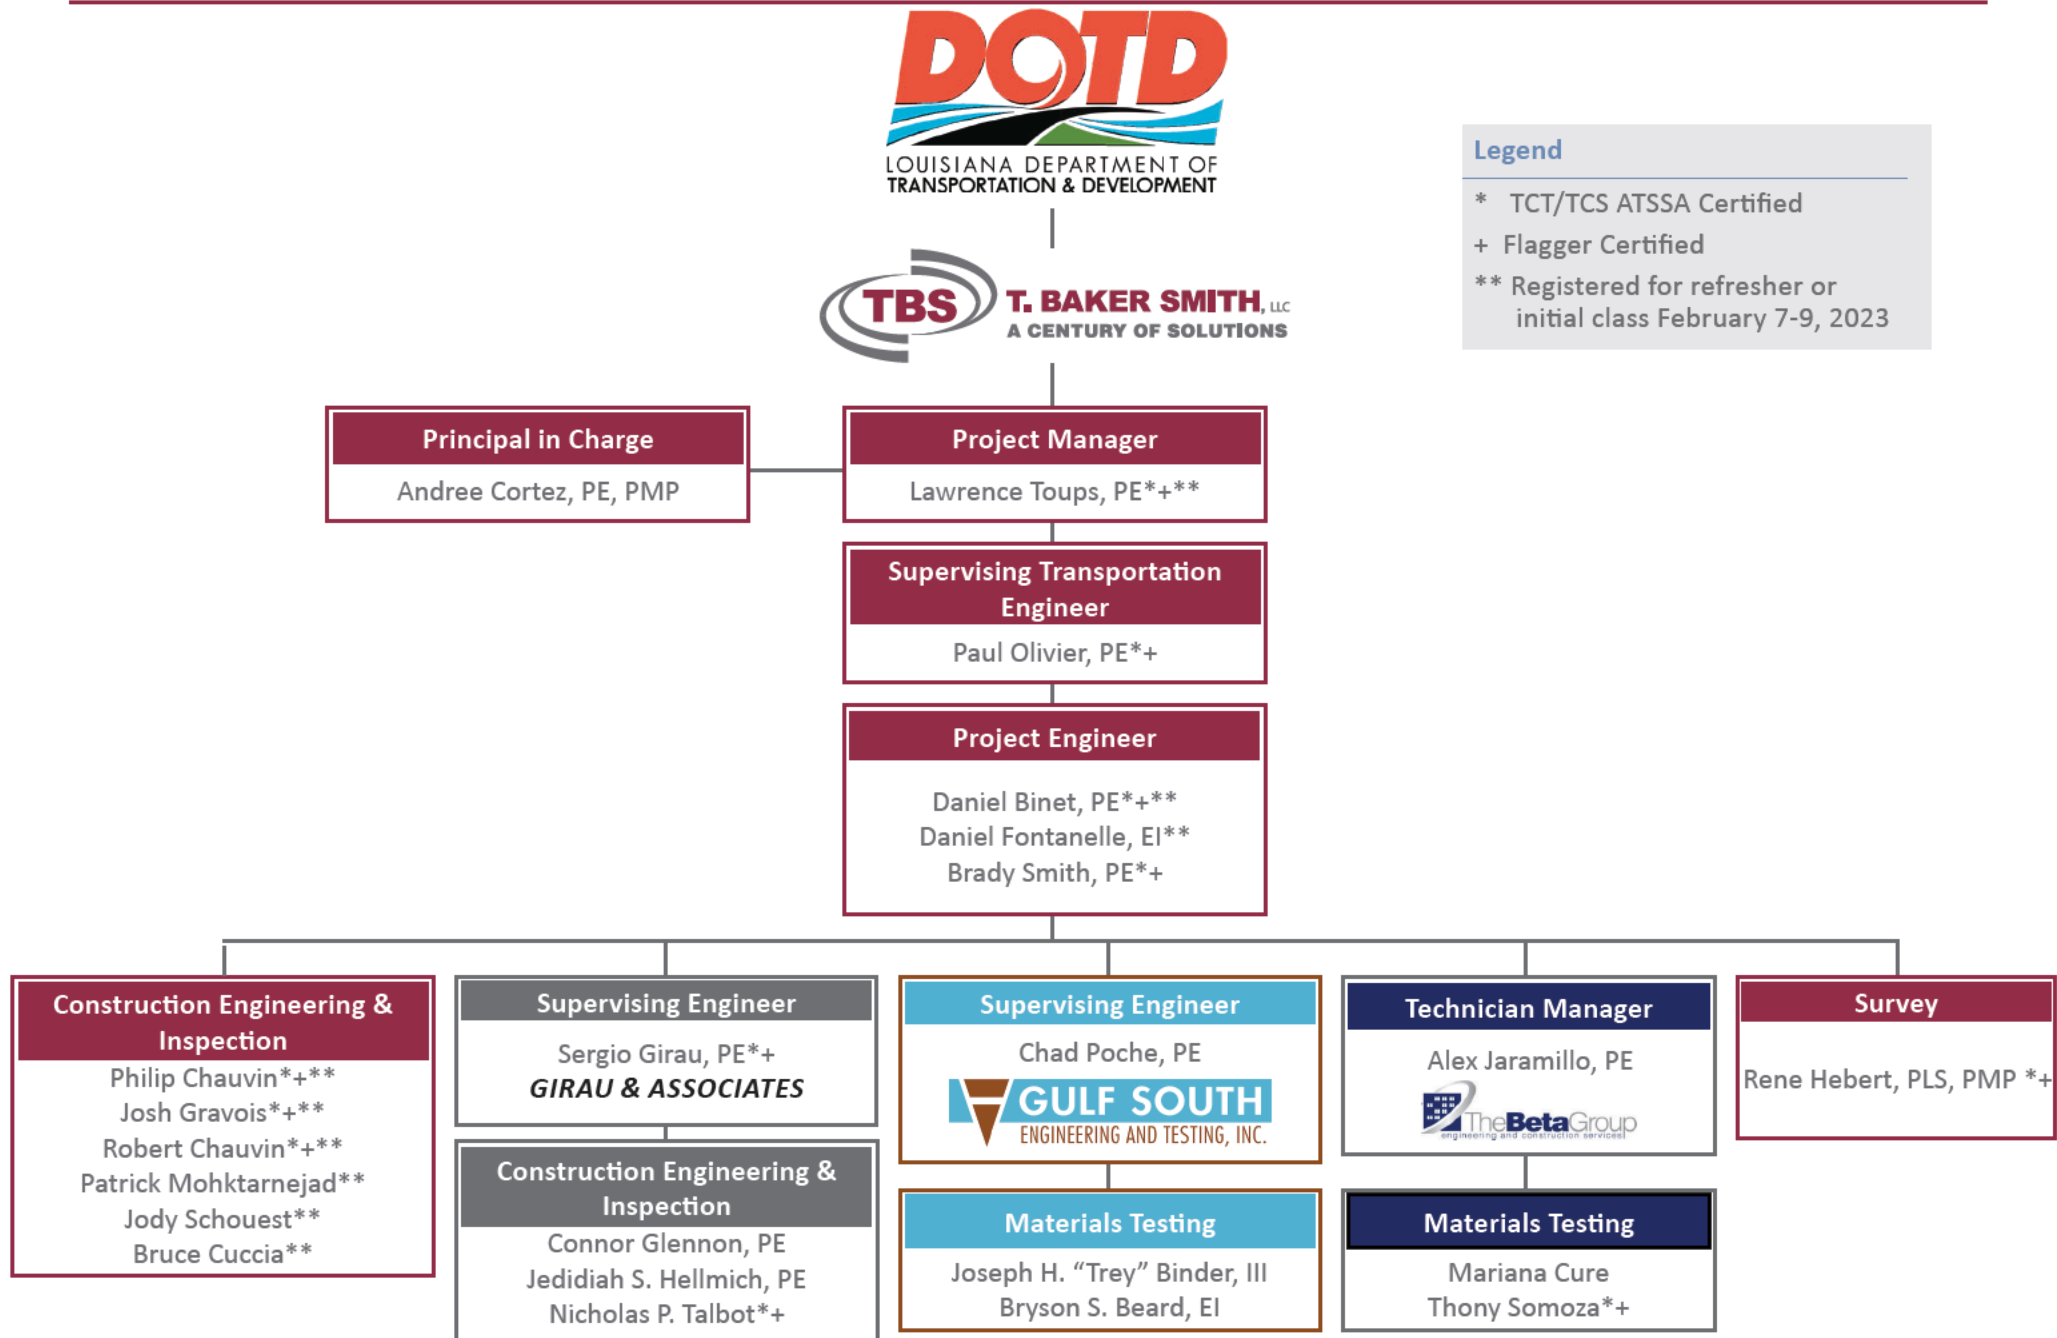 DOTD
LOUISIANA DEPARTMENT OF
TRANSPORTATION & DEVELOPMENT
Legend
* TCT/TCS ATSSA Certified
+ Flagger Certified
** Registered for refresher or
initial class February 7-9, 2023
TBS
T. BAKER SMITH, LLC
A CENTURY OF SOLUTIONS
Principal in Charge
Andree Cortez, PE, PMP
Project Manager
Lawrence Toups, PE*+**
Supervising Transportation
Engineer
Paul Olivier, PE*+
Project Engineer
Daniel Binet, PE*+**
Daniel Fontanelle, EI**
Brady Smith, PE*+
Construction Engineering &
Inspection
Philip Chauvin*+**
Josh Gravois*+**
Robert Chauvin*+**
Patrick Mohktarnejad**
Jody Schouest**
Bruce Cuccia**
Supervising Engineer
Sergio Girau, PE*+
GIRAU & ASSOCIATES
Construction Engineering &
Inspection
Connor Glennon, PE
Jedidiah S. Hellmich, PE
Nicholas P. Talbot*+
Supervising Engineer
Chad Poche, PE
GULF SOUTH
ENGINEERING AND TESTING, INC.
Materials Testing
Joseph H. “Trey” Binder, III
Bryson S. Beard, EI
Technician Manager
Alex Jaramillo, PE
TheBetaGroup
engineering and construction services
Materials Testing
Mariana Cure
Thony Somoza*+
Survey
Rene Hebert, PLS, PMP *+